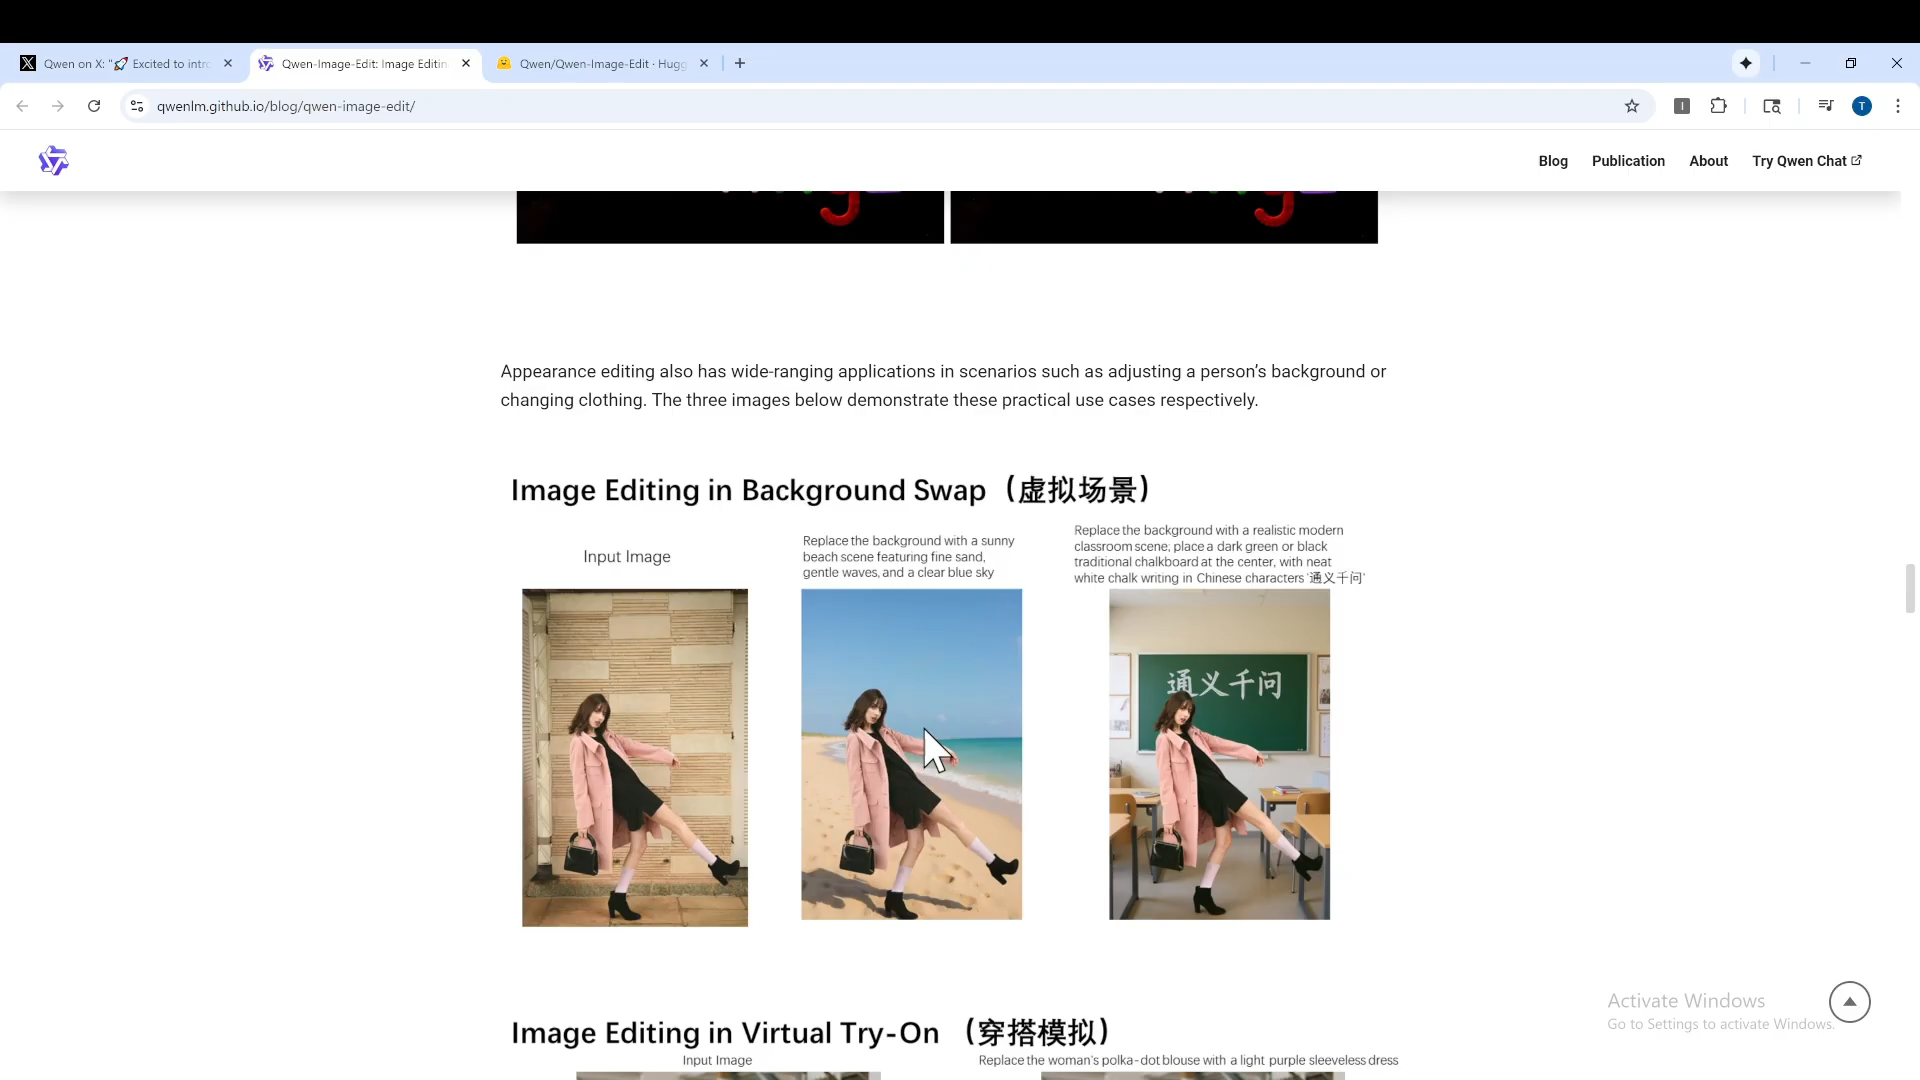 Qwen on X: "🚀 Excited to intro
Qwen-Image-Edit: Image Editin
Qwen/Qwen-Image-Edit · Hugg
qwenlm.github.io/blog/qwen-image-edit/
T
Blog
Publication
About
Try Qwen Chat
Appearance editing also has wide-ranging applications in scenarios such as adjusting a person’s background or
changing clothing. The three images below demonstrate these practical use cases respectively.
Image Editing in Background Swap（虚拟场景）
Input Image
Replace the background with a sunny
beach scene featuring fine sand,
gentle waves, and a clear blue sky
Replace the background with a realistic modern
classroom scene; place a dark green or black
traditional chalkboard at the center, with neat
white chalk writing in Chinese characters '通义千问'
通义千问
Image Editing in Virtual Try-On （穿搭模拟）
Input Image
Replace the woman's polka-dot blouse with a light purple sleeveless dress
Activate Windows
Go to Settings to activate Windows.